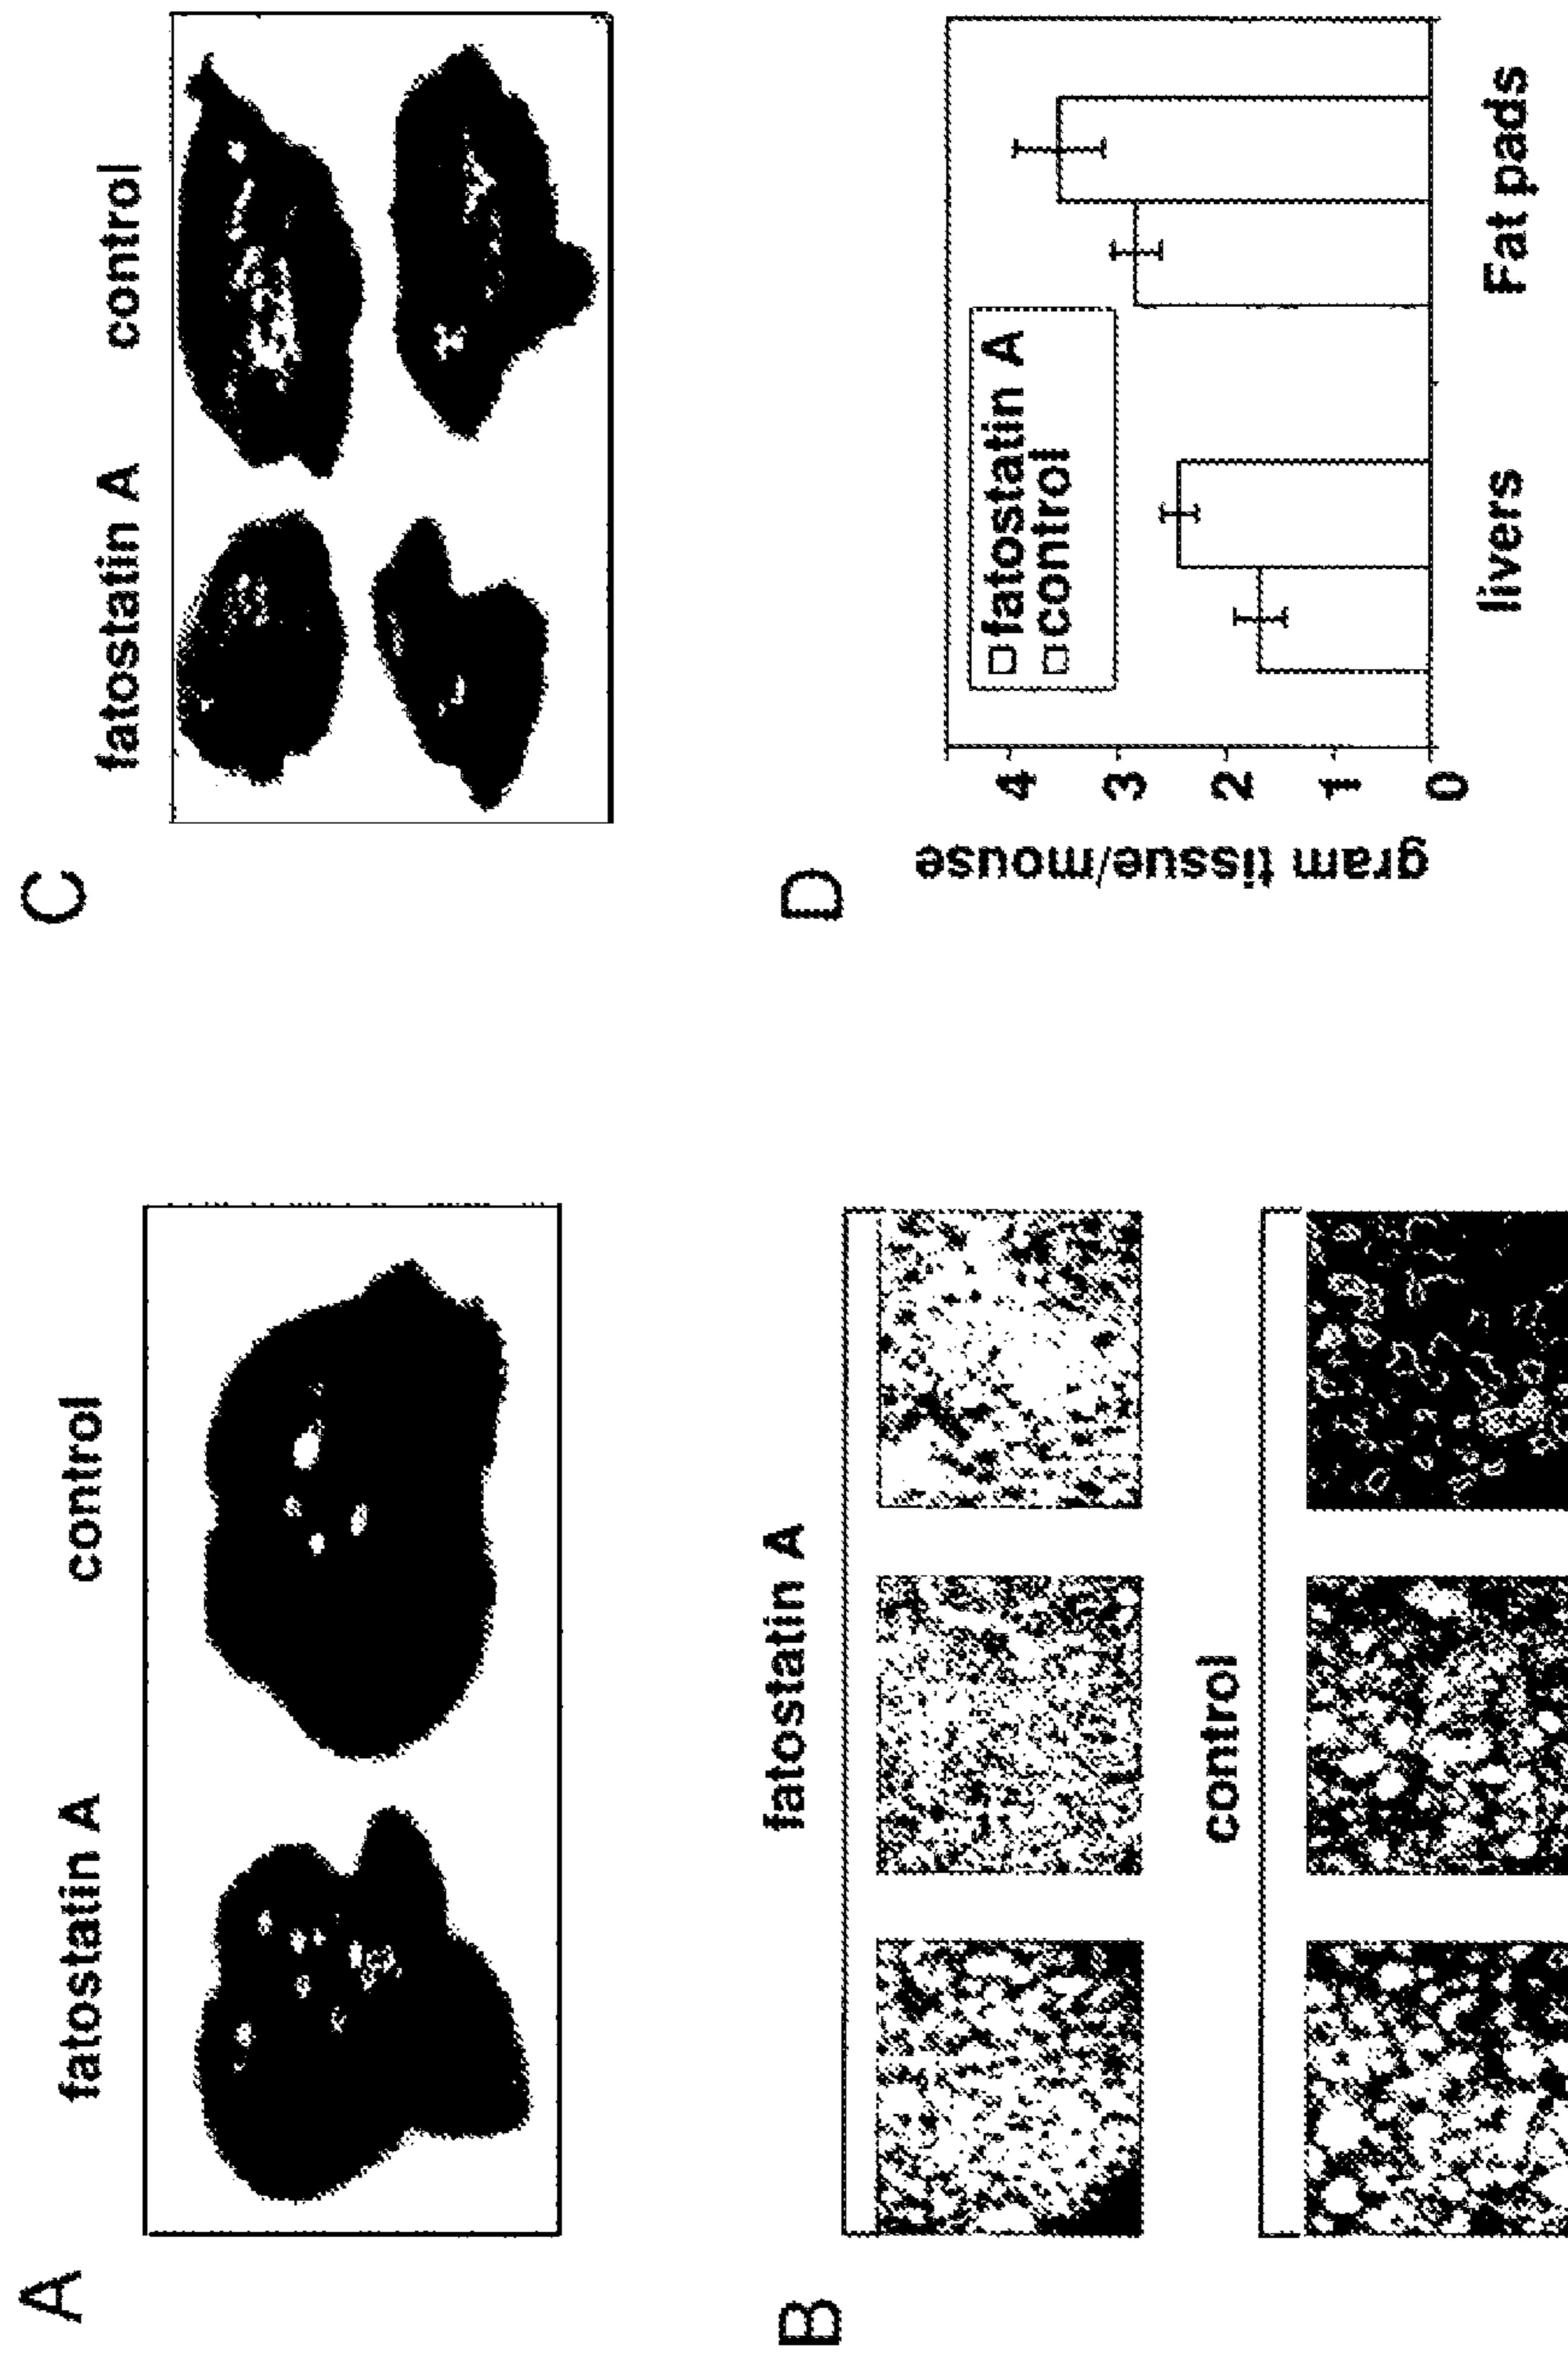 A
fatostatin A control
B
fatostatin A
control
C
fatostatin A control
D
gram tissue/mouse
4
3
2
1
0
fatostatin A
control
livers Fat pads